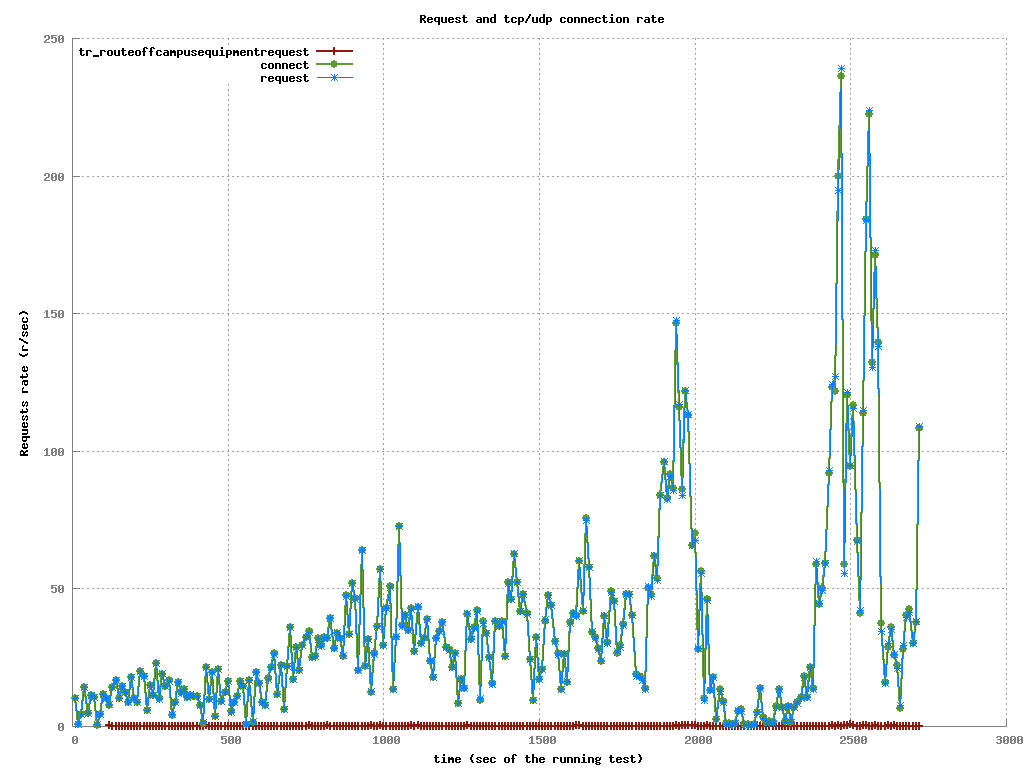 Request and tcp/udp connection rate
250
tr_routeoffcampusequipmentrequest
connect
request
200
150
100
50
0
0 500 1000 1500 2000 2500 3000
Requests rate (r/sec)
time (sec of the running test)